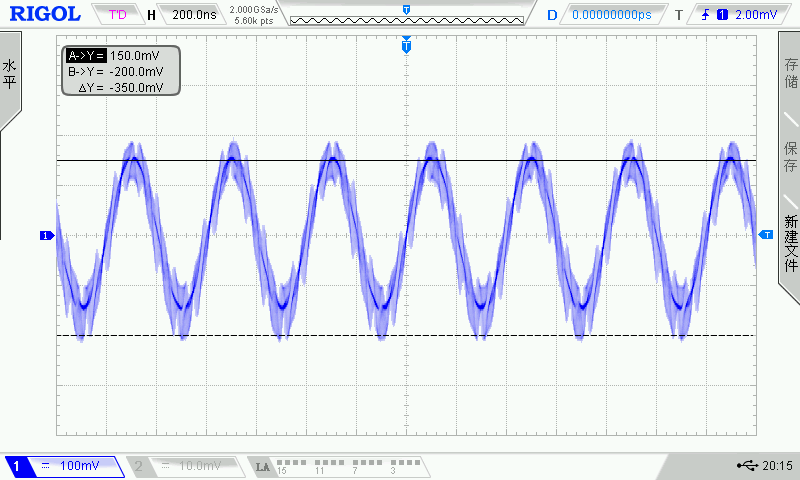 RIGOL T'D H 200.0ns 2.000GSa/s 5.60k pts T D 0.00000000ps T 1 2.00mV
水平
A->Y= 150.0mV
B->Y= -200.0mV
ΔY= -350.0mV
T
1
T
存储
保存
新建文件
1 100mV 2 10.0mV LA 15 11 7 3 20:15